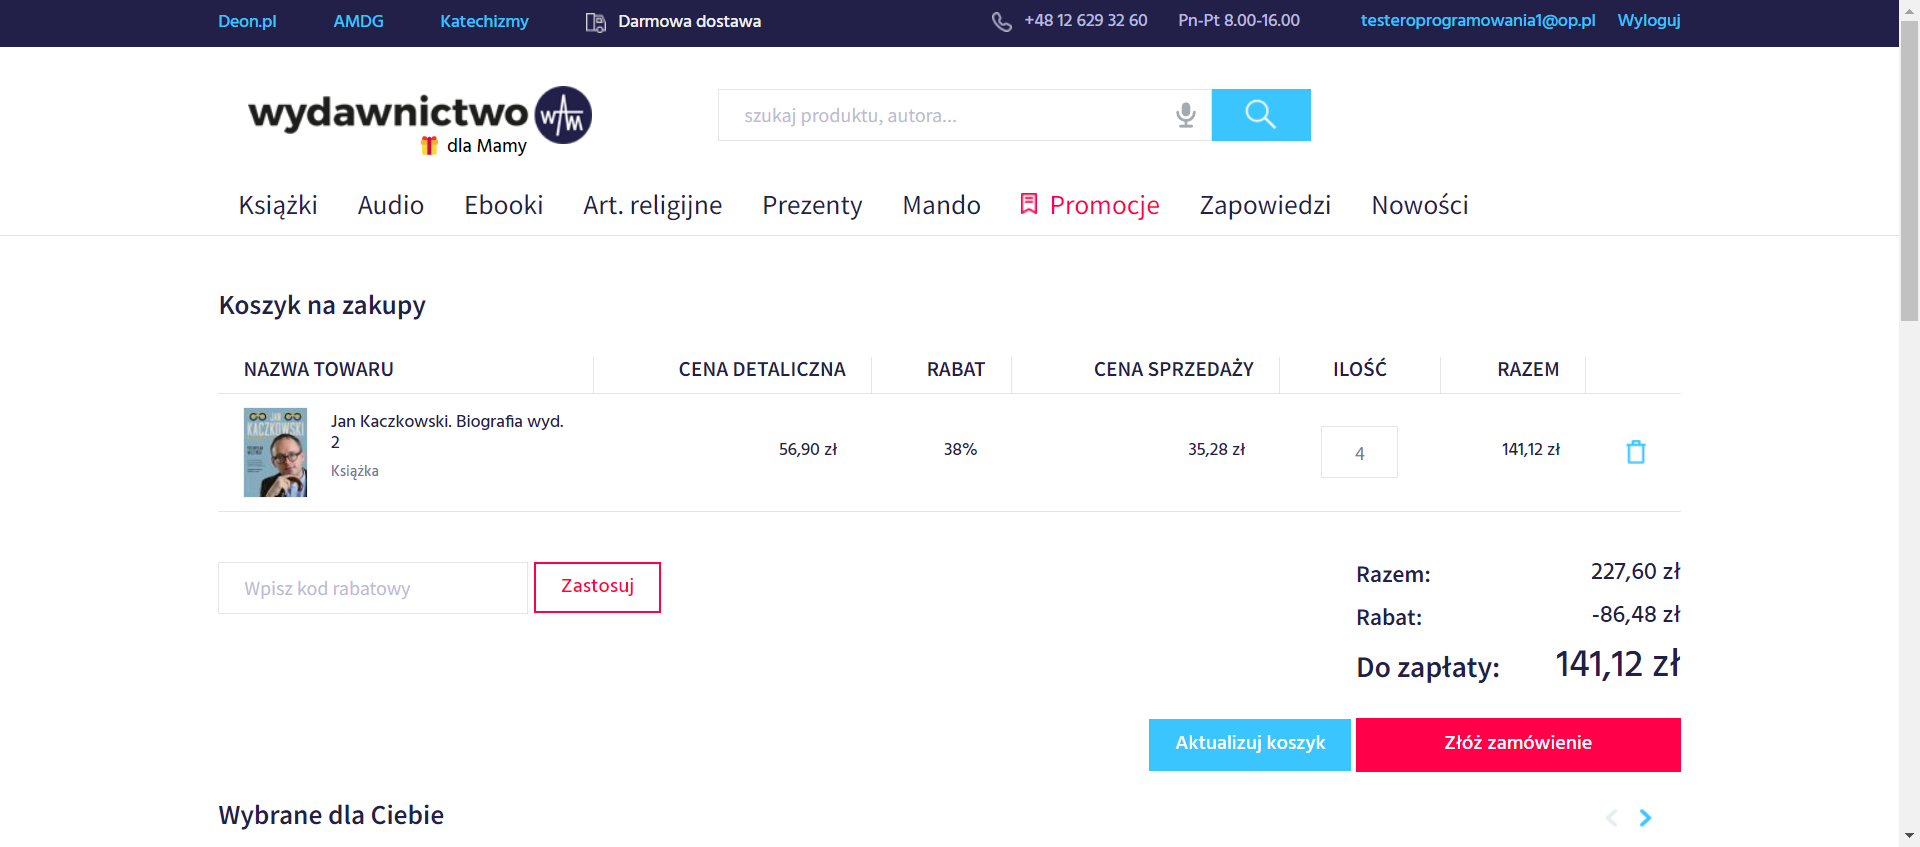 Deon.pl AMDG Katechizmy Darmowa dostawa +48 12 629 32 60 Pn-Pt 8.00-16.00 testeroprogramowania1@op.pl Wyloguj
wydawnictwo WAM
dla Mamy
szukaj produktu, autora...
Książki Audio Ebooki Art. religijne Prezenty Mando Promocje Zapowiedzi Nowości
Koszyk na zakupy
NAZWA TOWARU CENA DETALICZNA RABAT CENA SPRZEDAŻY ILOŚĆ RAZEM
JAN
KACZKOWSKI
Jan Kaczkowski. Biografia wyd.
2
Książka
56,90 zł 38% 35,28 zł 4 141,12 zł
Wpisz kod rabatowy Zastosuj
Razem: 227,60 zł
Rabat: -86,48 zł
Do zapłaty: 141,12 zł
Aktualizuj koszyk Złóż zamówienie
Wybrane dla Ciebie